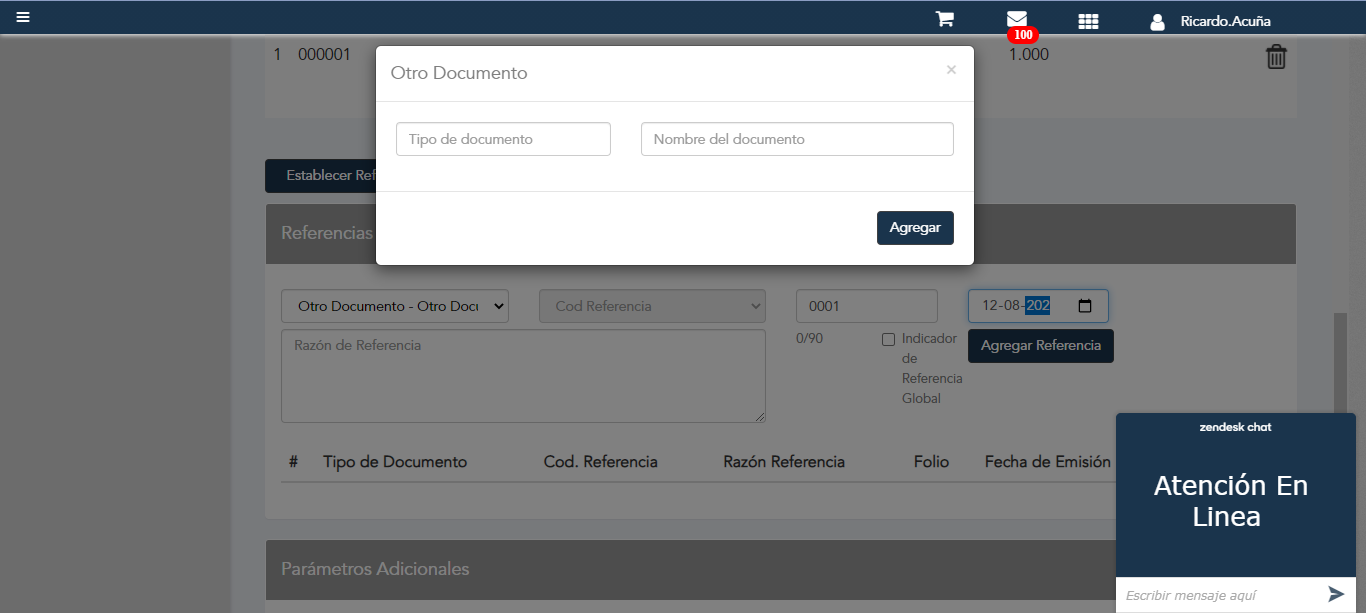 Ricardo.Acuña
100
1 000001
1.000
Otro Documento
×
Tipo de documento
Nombre del documento
Agregar
Establecer Ref
Referencias
Otro Documento - Otro Docu
Cod Referencia
0001
12-08-202
Razón de Referencia
0/90
Indicador
de
Referencia
Global
Agregar Referencia
# Tipo de Documento Cod. Referencia Razón Referencia Folio Fecha de Emisión
Parámetros Adicionales
zendesk chat
Atención En
Linea
Escribir mensaje aquí